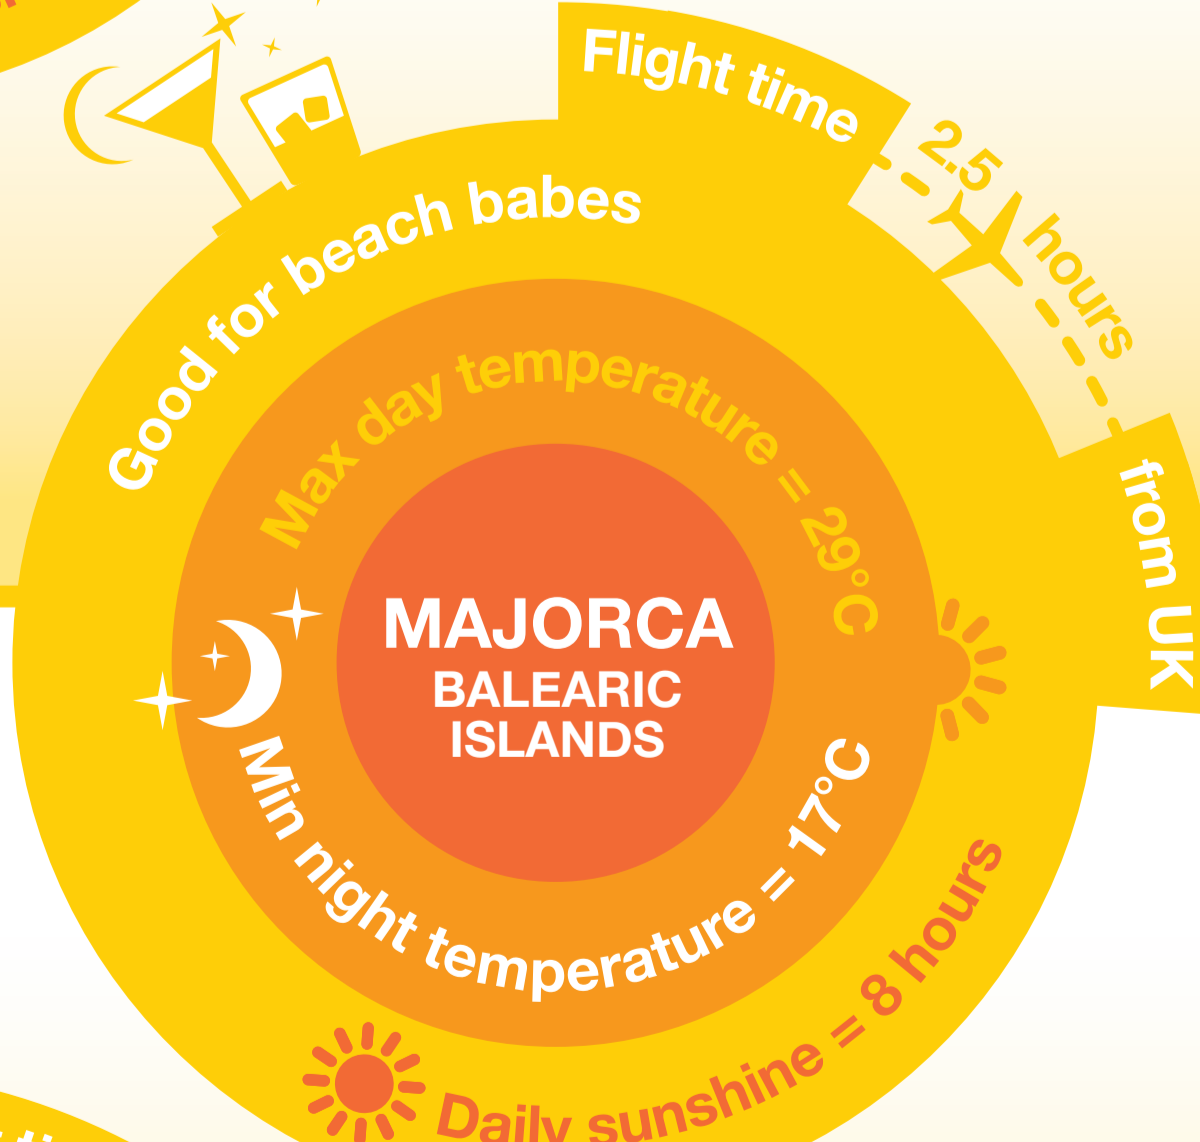 Flight time
2.5 hours
from UK
Good for beach babes
Max day temperature = 29°C
MAJORCA
BALEARIC
ISLANDS
Min night temperature = 17°C
Daily sunshine = 8 hours